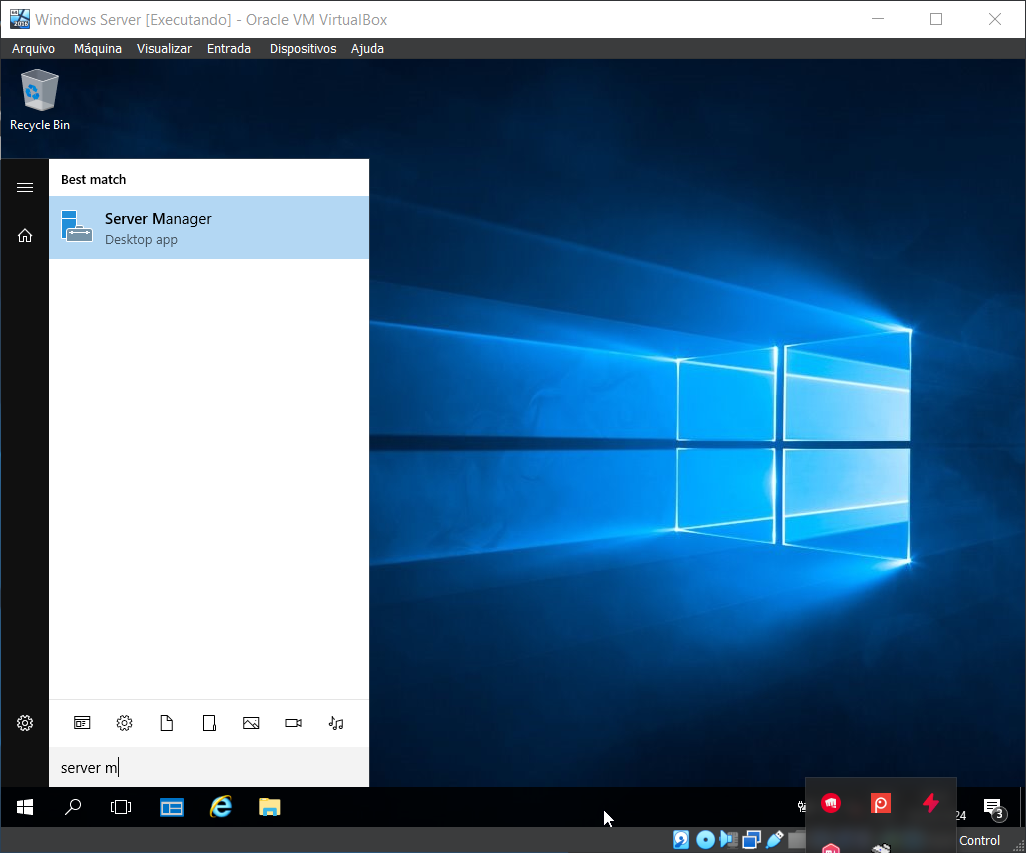 Windows Server [Executando] - Oracle VM VirtualBox
Arquivo Máquina Visualizar Entrada Dispositivos Ajuda
Recycle Bin
Best match
Server Manager
Desktop app
server m
24
3
Control